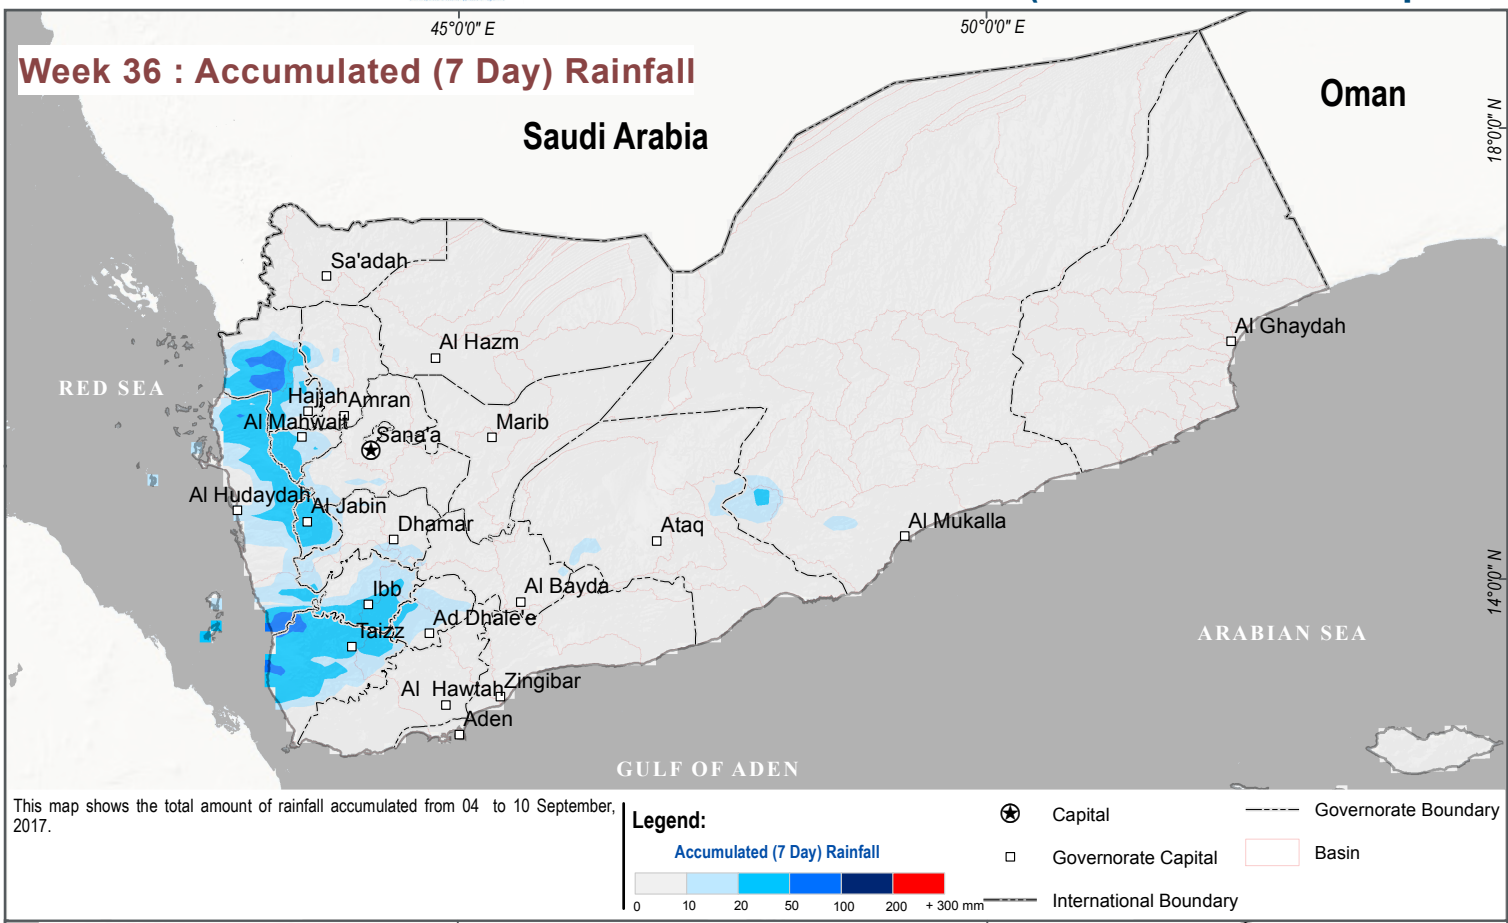 45°0'0" E
50°0'0" E
Week 36 : Accumulated (7 Day) Rainfall
Oman
Saudi Arabia
18°0'0" N
Sa'adah
Al Ghaydah
Al Hazm
RED SEA
Hajjah
Amran
Al Mahwait
Sana'a
Marib
Al Hudaydah
Al Jabin
Dhamar
Ataq
Al Mukalla
14°0'0" N
Ibb
Al Bayda
Taizz
Ad Dhale'e
ARABIAN SEA
Al Hawtah
Zingibar
Aden
GULF OF ADEN
This map shows the total amount of rainfall accumulated from 04 to 10 September,
2017.
Legend:
Accumulated (7 Day) Rainfall
0 10 20 50 100 200 + 300 mm
Capital
Governorate Capital
International Boundary
Governorate Boundary
Basin